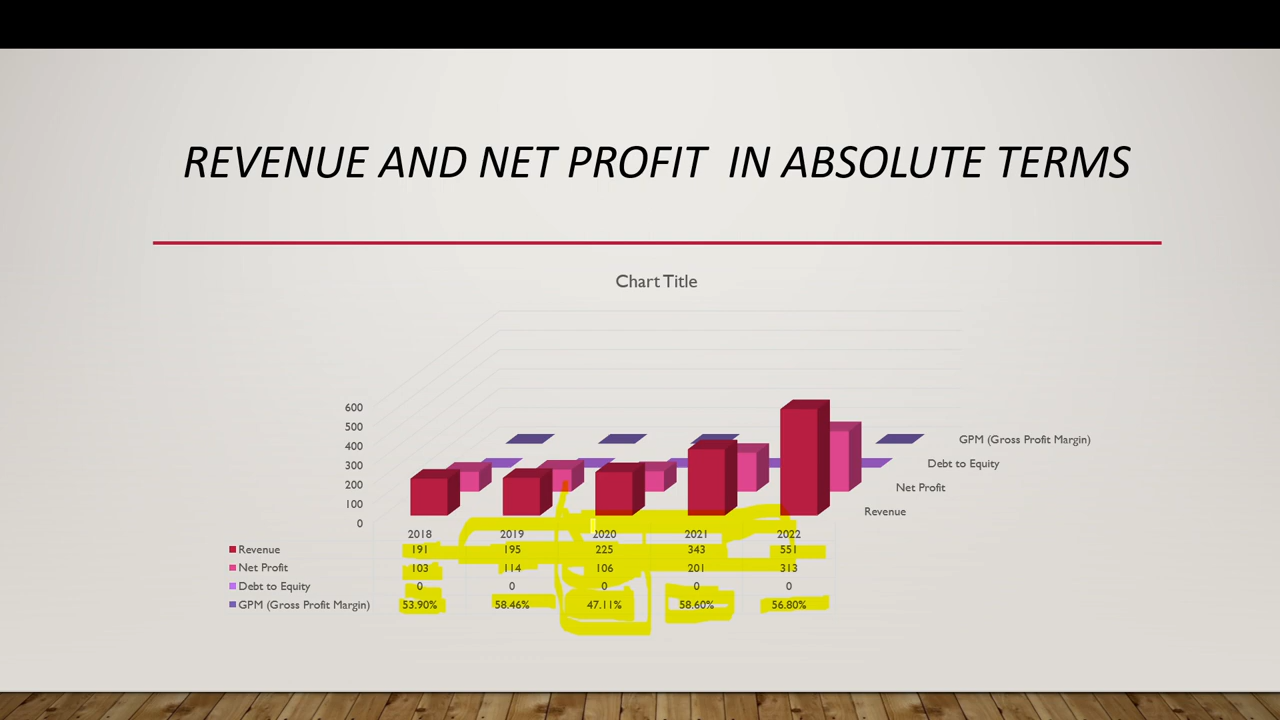 REVENUE AND NET PROFIT IN ABSOLUTE TERMS
Chart Title
600
500
400
300
200
100
0
GPM (Gross Profit Margin)
Debt to Equity
Net Profit
Revenue
2018 2019 2020 2021 2022
Revenue 191 195 225 343 551
Net Profit 103 114 106 201 313
Debt to Equity 0 0 0 0 0
GPM (Gross Profit Margin) 53.90% 58.46% 47.11% 58.60% 56.80%